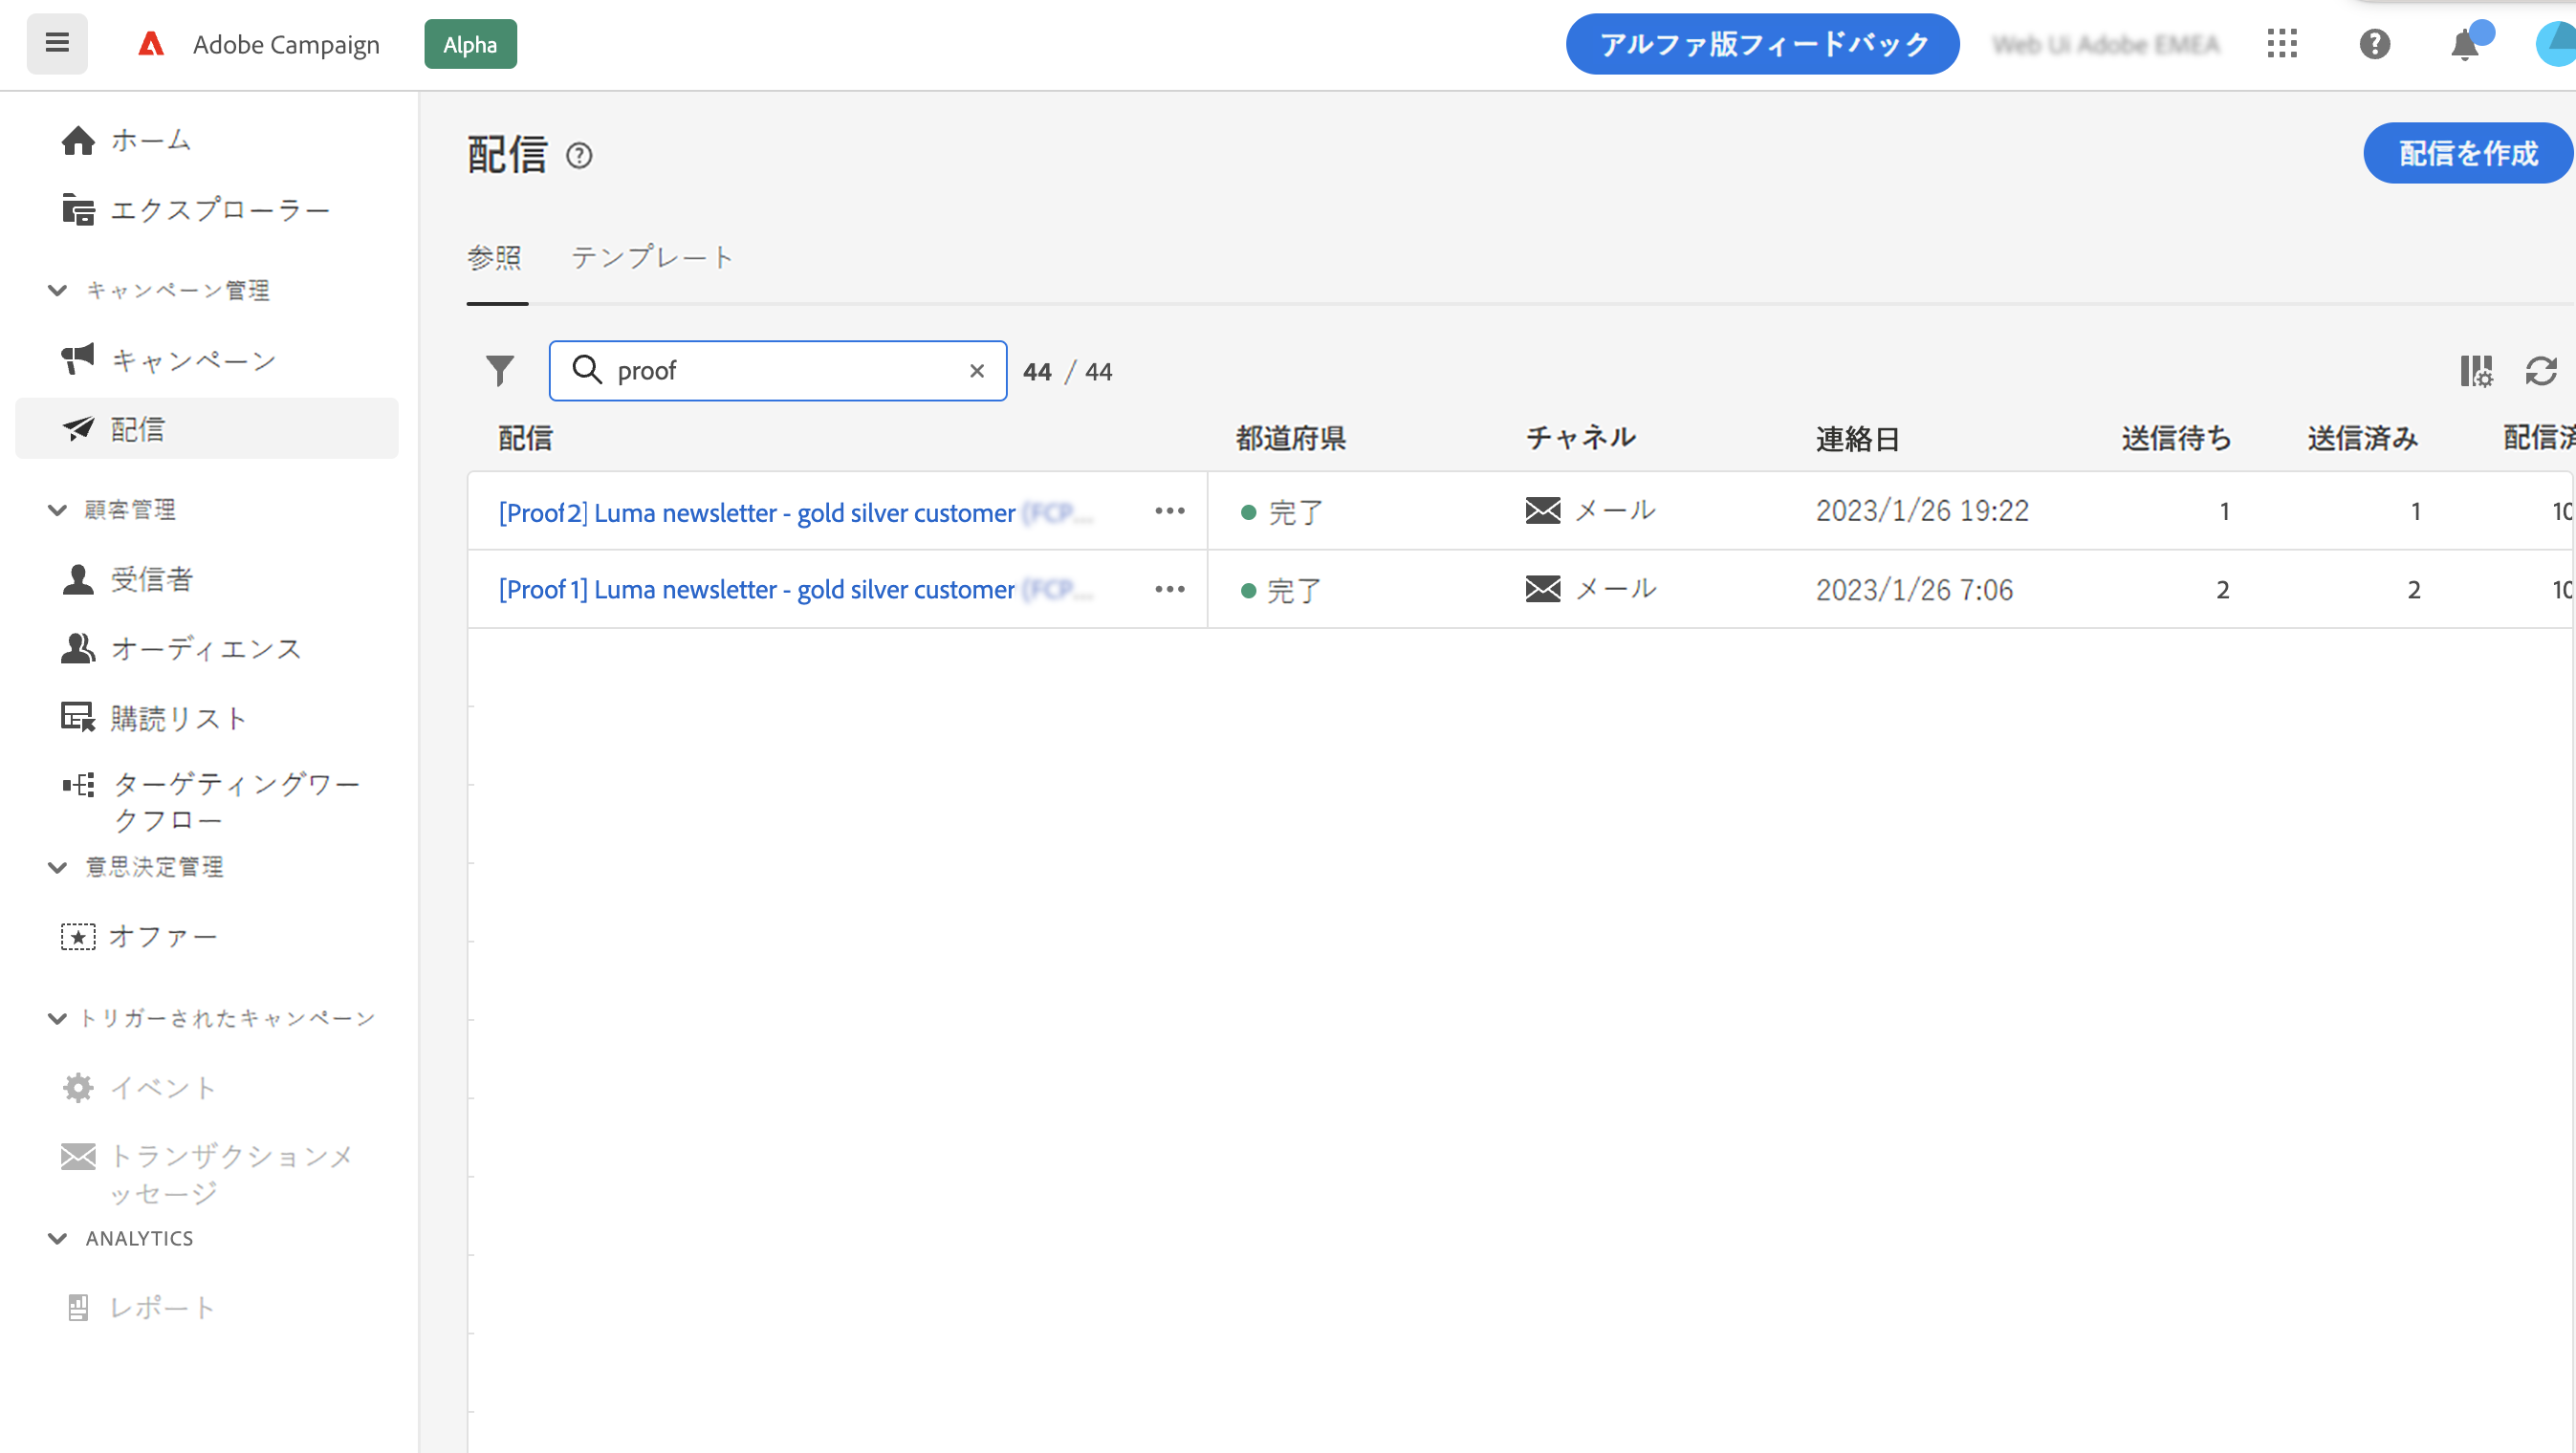 Adobe Campaign
Alpha
アルファ版フィードバック
Web Ui Adobe EMEA
ホーム
エクスプローラー
キャンペーン管理
キャンペーン
配信
顧客管理
受信者
オーディエンス
購読リスト
ターゲティングワー
クフロー
意思決定管理
オファー
トリガーされたキャンペーン
イベント
トランザクションメ
ッセージ
ANALYTICS
レポート
配信
配信を作成
参照 テンプレート
proof
44 / 44
配信 都道府県 チャネル 連絡日 送信待ち 送信済み 配信済
[Proof2] Luma newsletter - gold silver customer (FCP... 完了 メール 2023/1/26 19:22 1 1 10
[Proof 1] Luma newsletter - gold silver customer (FCP... 完了 メール 2023/1/26 7:06 2 2 10